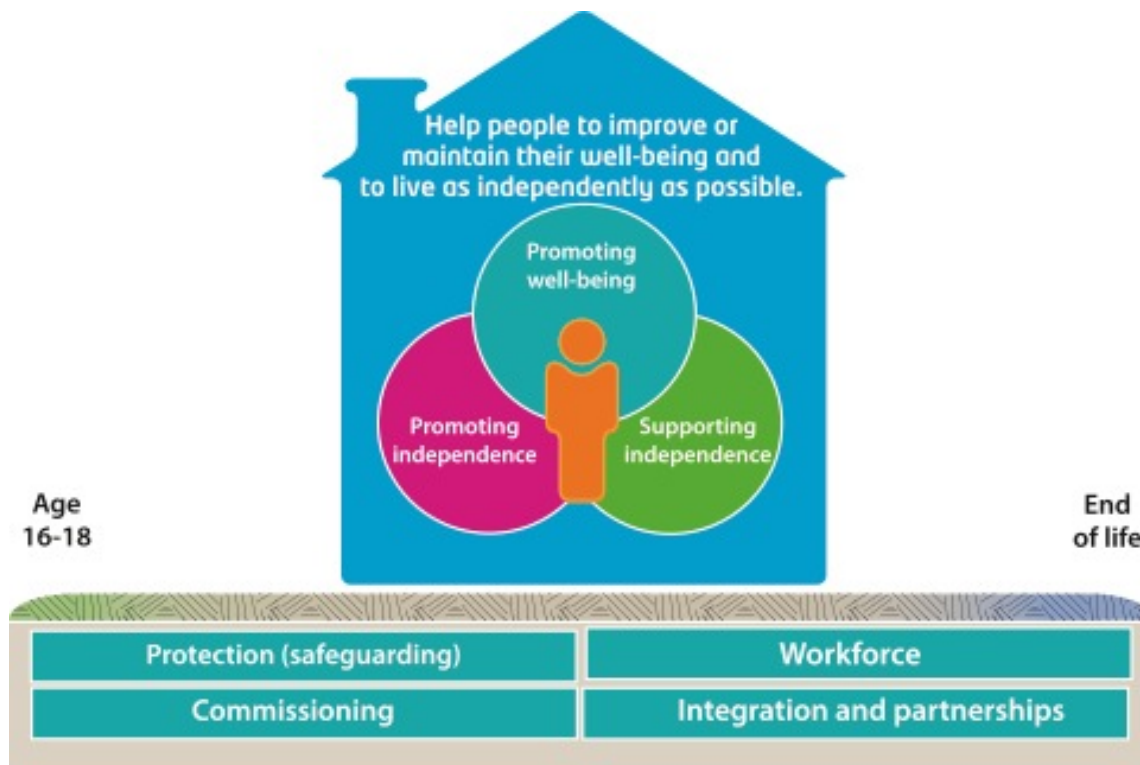 Help people to improve or
maintain their well-being and
to live as independently as possible.
Promoting
well-being
Promoting
independence
Supporting
independence
Age
16-18
End
of life
Protection (safeguarding)
Workforce
Commissioning
Integration and partnerships